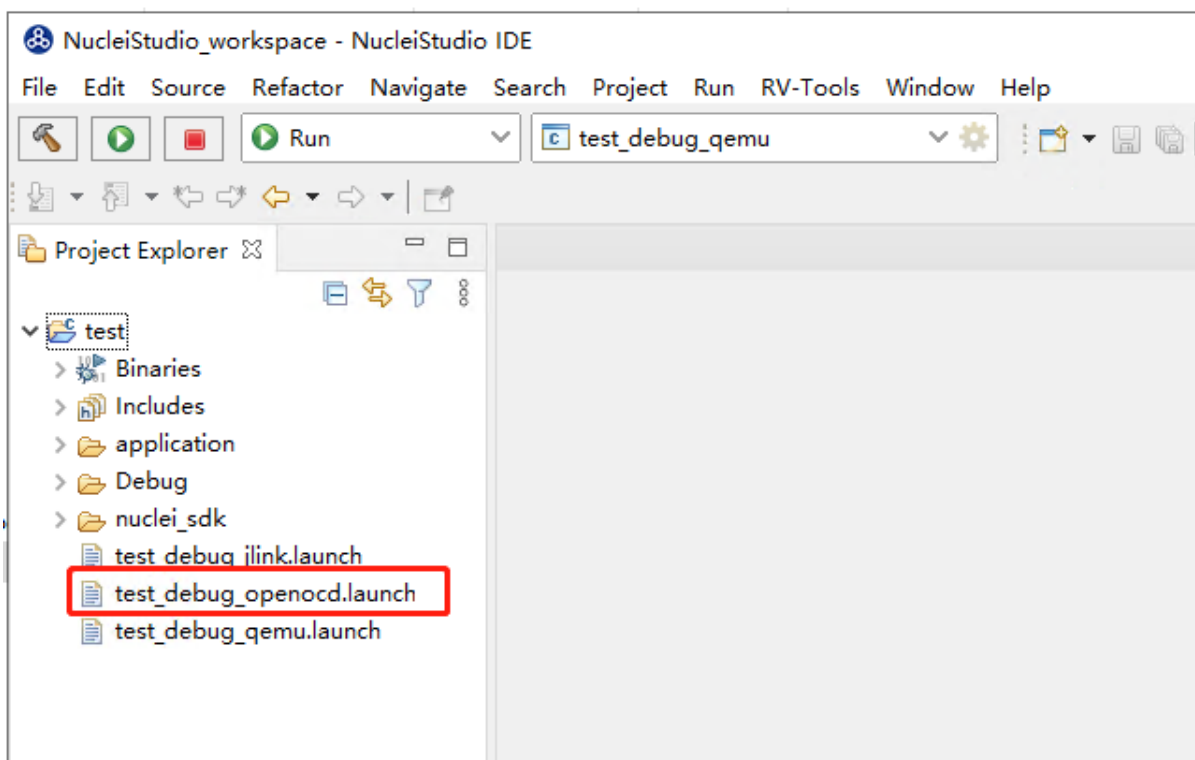 NucleiStudio_workspace - NucleiStudio IDE
File Edit Source Refactor Navigate Search Project Run RV-Tools Window Help
Run test_debug_qemu
Project Explorer
test
Binaries
Includes
application
Debug
nuclei_sdk
test_debug_jlink.launch
test_debug_openocd.launch
test_debug_qemu.launch